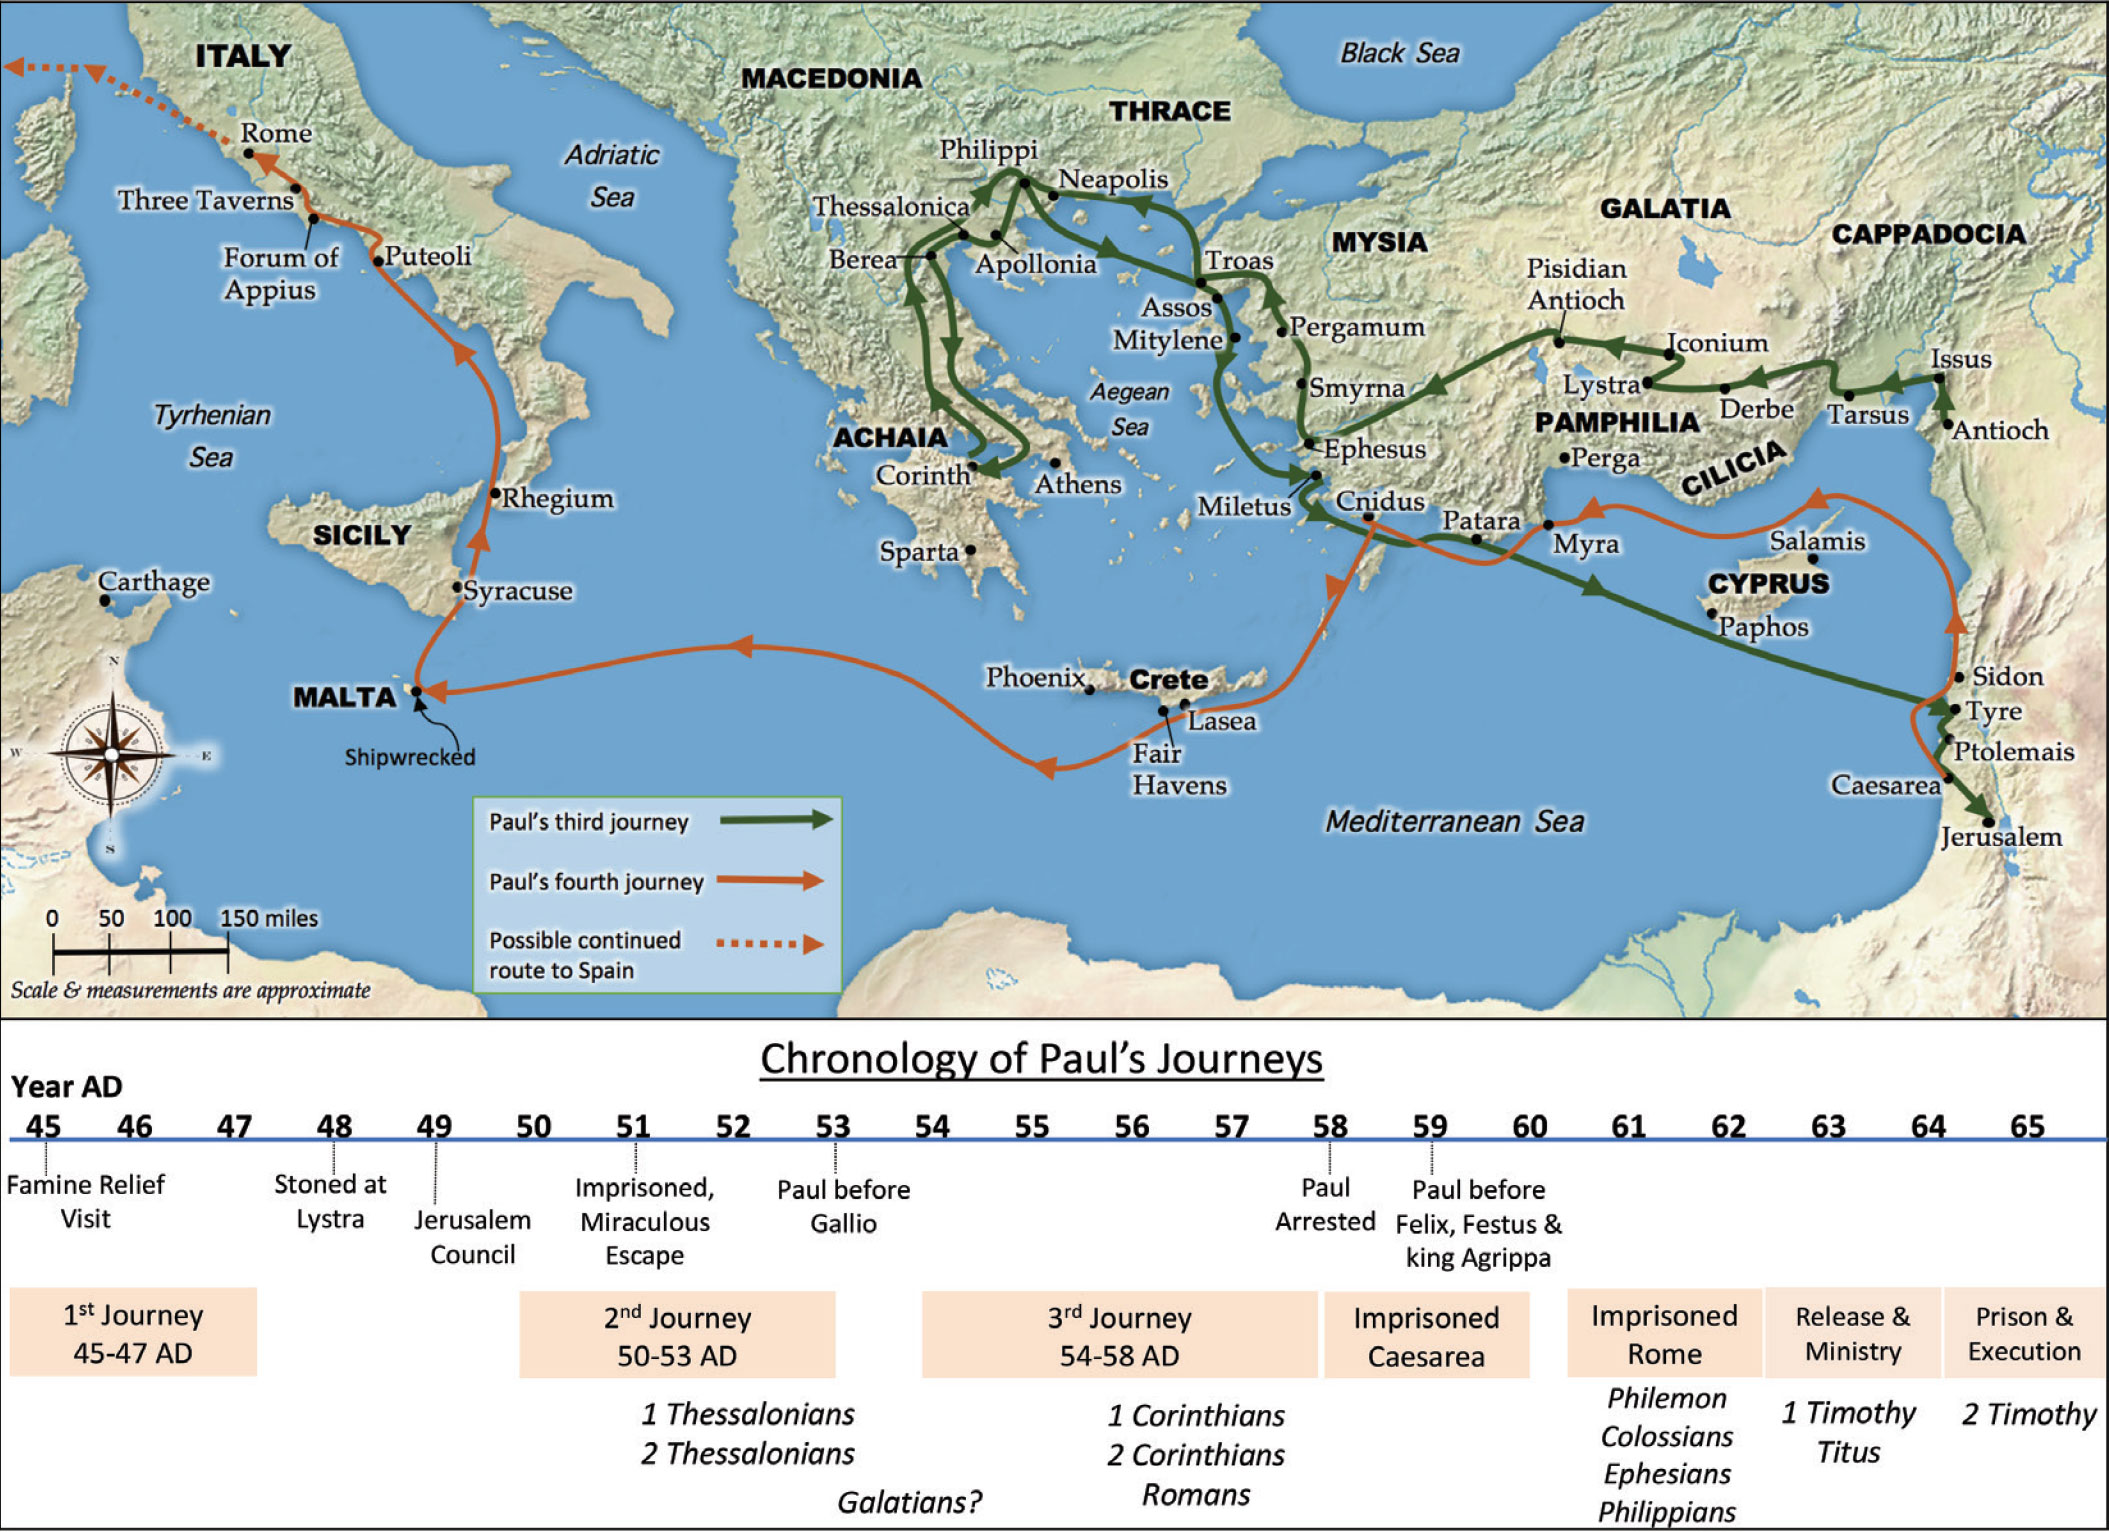 ITALY
Black Sea
MACEDONIA
THRACE
Rome
Adriatic
Sea
Philippi
Neapolis
Three Taverns
Thessalonica
GALATIA
MYSIA
CAPPADOCIA
Forum of
Appius
Puteoli
Berea
Apollonia
Troas
Pisidian
Antioch
Assos
Mitylene
Pergamum
Iconium
Issus
Tyrhenian
Sea
Aegean
Sea
Smyrna
Lystra
Derbe
Tarsus
Antioch
ACHAIA
PAMPHILIA
Corinth
Athens
Ephesus
Perga
CILICIA
Rhegium
Miletus
Cnidus
Patara
Myra
SICILY
Sparta
Salamis
Carthage
Syracuse
CYPRUS
Paphos
MALTA
Phoenix
Crete
Lasea
Sidon
Tyre
Shipwrecked
Fair
Havens
Ptolemais
Caesarea
Jerusalem
Mediterranean Sea
N
W
E
S
Paul's third journey
Paul's fourth journey
Possible continued
route to Spain
0 50 100 150 miles
Scale & measurements are approximate
Chronology of Paul's Journeys
Year AD
45 46 47 48 49 50 51 52 53 54 55 56 57 58 59 60 61 62 63 64 65
Famine Relief
Visit
Stoned at
Lystra
Jerusalem
Council
Imprisoned,
Miraculous
Escape
Paul before
Gallio
Paul
Arrested
Paul before
Felix, Festus &
king Agrippa
1st Journey
45-47 AD
2nd Journey
50-53 AD
3rd Journey
54-58 AD
Imprisoned
Caesarea
Imprisoned
Rome
Release &
Ministry
Prison &
Execution
1 Thessalonians
2 Thessalonians
Galatians?
1 Corinthians
2 Corinthians
Romans
Philemon
Colossians
Ephesians
Philippians
1 Timothy
Titus
2 Timothy